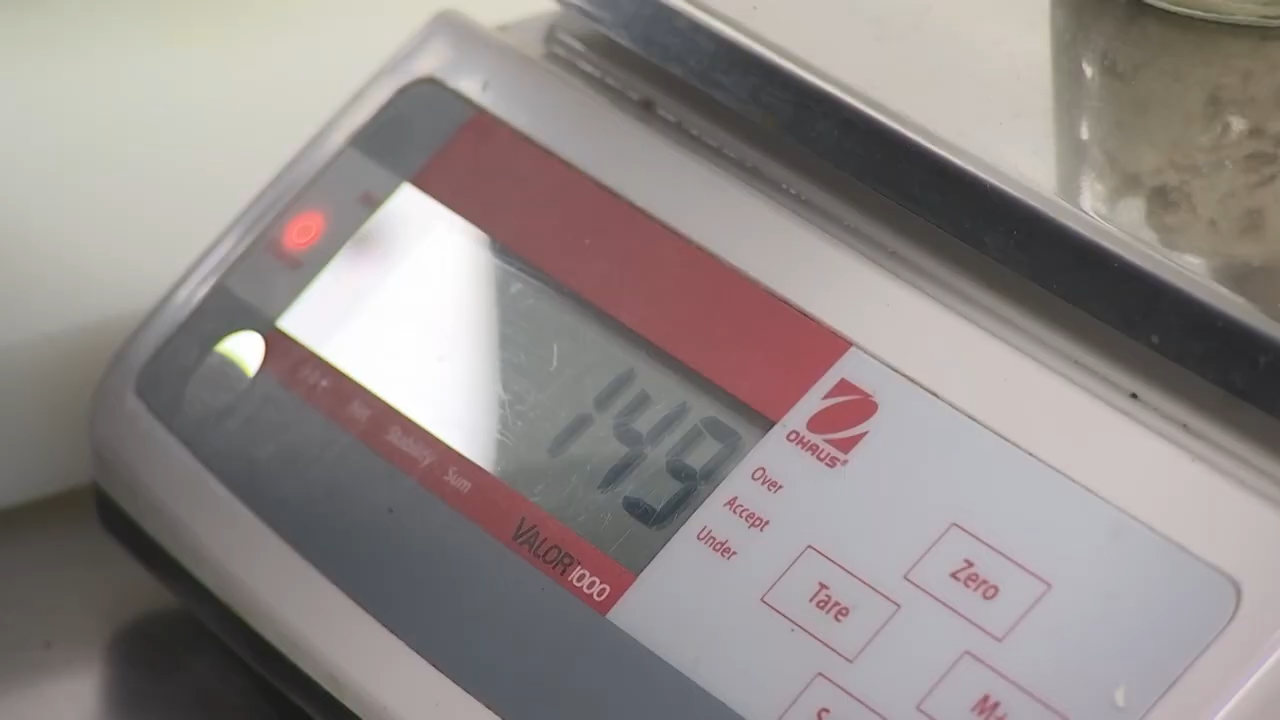 149
OHAUS®
Over
Accept
Under
Stability
Sum
VALOR 1000
Zero
Tare